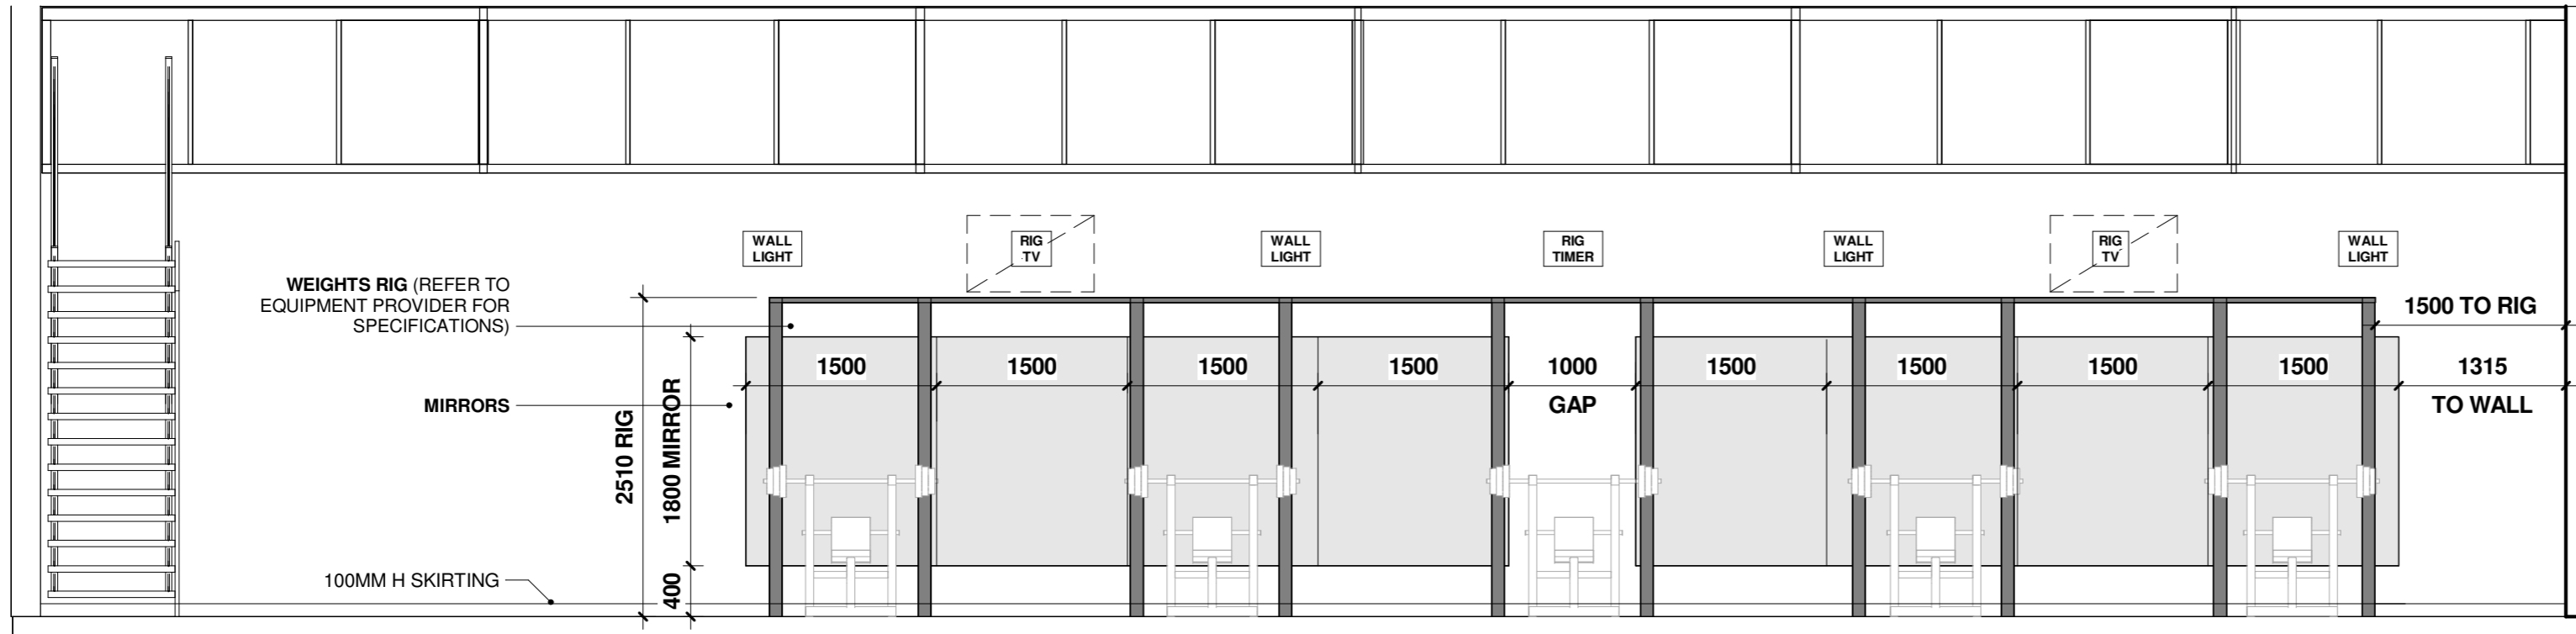 WALL
LIGHT
RIG
TV
WALL
LIGHT
RIG
TIMER
WALL
LIGHT
RIG
TV
WALL
LIGHT
WEIGHTS RIG (REFER TO
EQUIPMENT PROVIDER FOR
SPECIFICATIONS)
1500 TO RIG
1500
1500
1500
1500
1000
GAP
1500
1500
1500
1500
1315
TO WALL
MIRRORS
2510 RIG
1800 MIRROR
400
100MM H SKIRTING